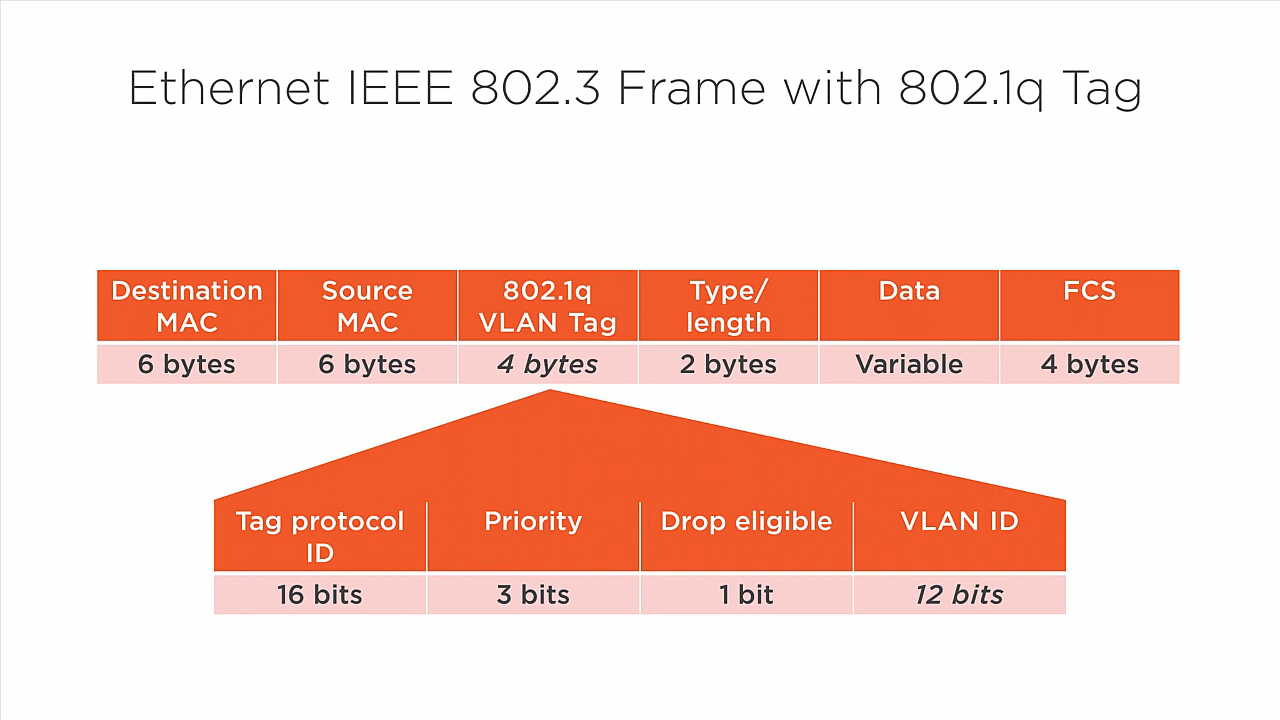 Ethernet IEEE 802.3 Frame with 802.1q Tag
Destination MAC
Source MAC
802.1q VLAN Tag
Type/ length
Data
FCS
6 bytes
6 bytes
4 bytes
2 bytes
Variable
4 bytes
Tag protocol ID
Priority
Drop eligible
VLAN ID
16 bits
3 bits
1 bit
12 bits